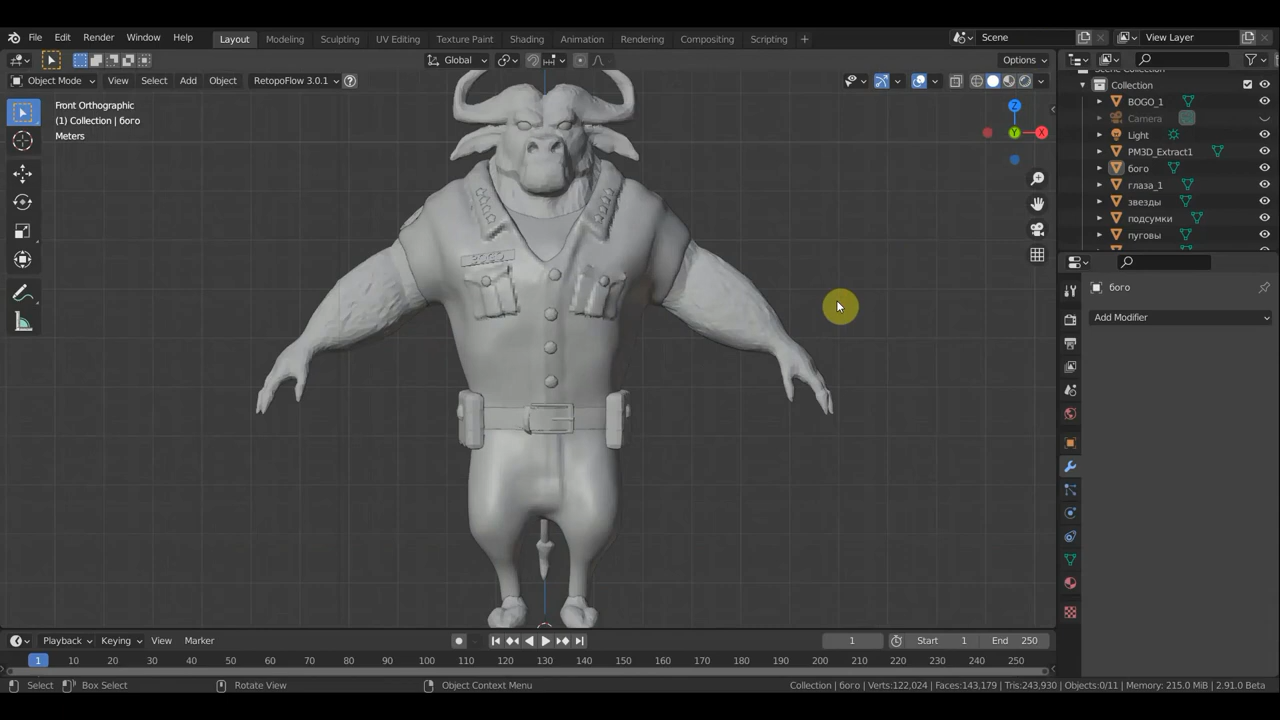 File Edit Render Window Help Layout Modeling Sculpting UV Editing Texture Paint Shading Animation Rendering Compositing Scripting + Scene View Layer
Global Options
Object Mode View Select Add Object RetopoFlow 3.0.1
Front Orthographic
(1) Collection | бого
Meters
Z
Y
X
Collection
BOGO_1
Camera
Light
PM3D_Extract1
бого
глаза_1
звезды
подсумки
пуговы
бого
Add Modifier
BOGO
Playback Keying View Marker 1 Start 1 End 250
1 10 20 30 40 50 60 70 80 90 100 110 120 130 140 150 160 170 180 190 200 210 220 230 240 250
Select Box Select Rotate View Object Context Menu Collection | бого | Verts:122,024 | Faces:143,179 | Tris:243,930 | Objects:0/11 | Memory: 215.0 MiB | 2.91.0 Beta